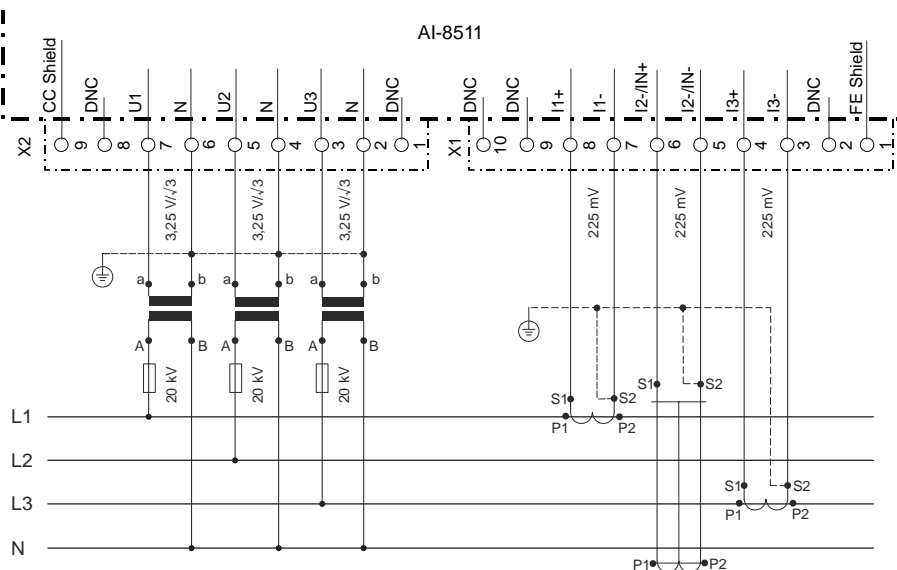 AI-8511
CC Shield
DNC
U1
N
U2
N
U3
N
DNC
DNC
DNC
I1+
I1-
I2-/IN+
I2-/IN-
I3+
I3-
DNC
FE Shield
X2
9
8
7
6
5
4
3
2
1
X1
10
9
8
7
6
5
4
3
2
1
3,25 V/√3
3,25 V/√3
3,25 V/√3
225 mV
225 mV
225 mV
a
b
a
b
a
b
A
B
A
B
A
B
20 kV
20 kV
20 kV
S1
S2
S1
S2
L1
P1
P2
L2
S1
S2
L3
P1
P2
N
P1
P2